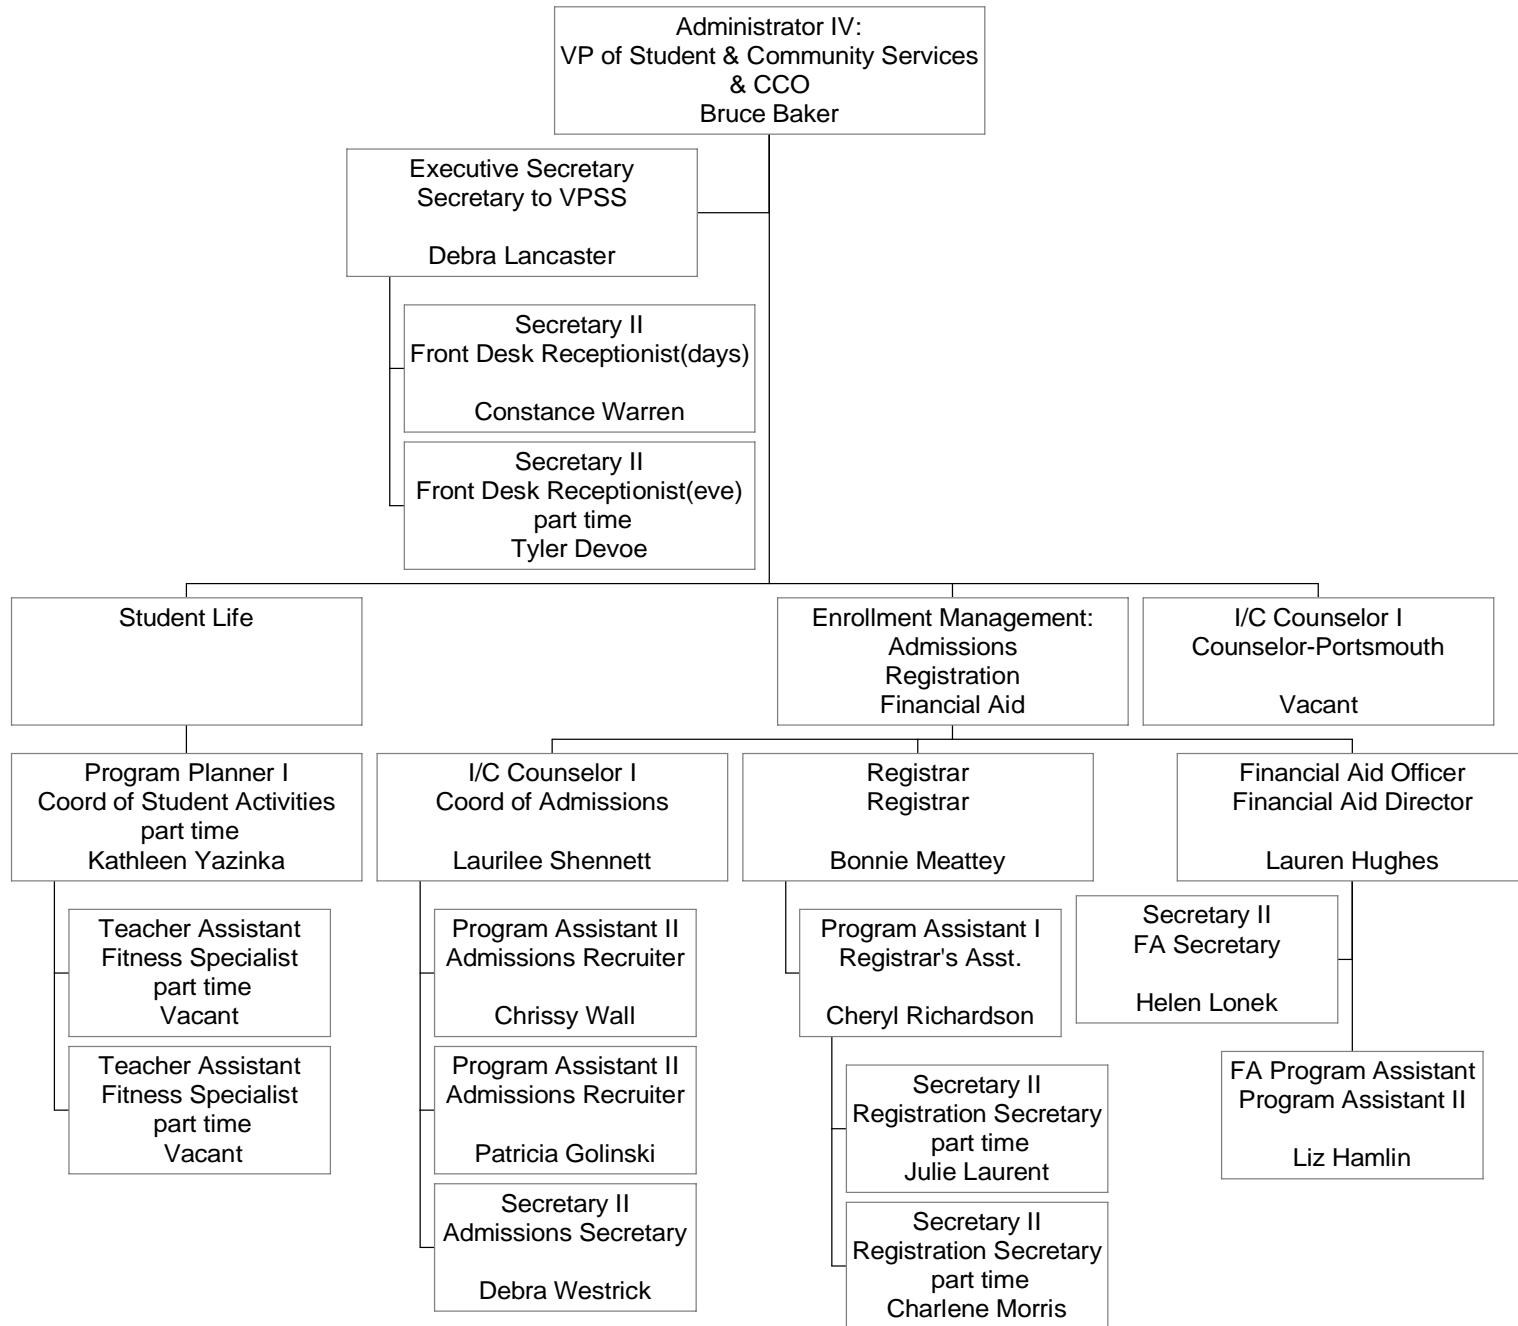 Administrator IV:
VP of Student & Community Services
& CCO
Bruce Baker
Executive Secretary
Secretary to VPSS
Debra Lancaster
Secretary II
Front Desk Receptionist(days)
Constance Warren
Secretary II
Front Desk Receptionist(eve)
part time
Tyler Devoe
Student Life
Enrollment Management:
Admissions
Registration
Financial Aid
I/C Counselor I
Counselor-Portsmouth
Vacant
Program Planner I
Coord of Student Activities
part time
Kathleen Yazinka
Teacher Assistant
Fitness Specialist
part time
Vacant
Teacher Assistant
Fitness Specialist
part time
Vacant
I/C Counselor I
Coord of Admissions
Laurilee Shennett
Program Assistant II
Admissions Recruiter
Chrissy Wall
Program Assistant II
Admissions Recruiter
Patricia Golinski
Secretary II
Admissions Secretary
Debra Westrick
Registrar
Registrar
Bonnie Meattey
Program Assistant I
Registrar's Asst.
Cheryl Richardson
Secretary II
Registration Secretary
part time
Julie Laurent
Secretary II
Registration Secretary
part time
Charlene Morris
Financial Aid Officer
Financial Aid Director
Lauren Hughes
Secretary II
FA Secretary
Helen Lonek
FA Program Assistant
Program Assistant II
Liz Hamlin